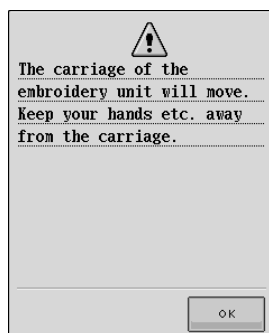 The carriage of the
embroidery unit will move.
Keep your hands etc. away
from the carriage.
OK